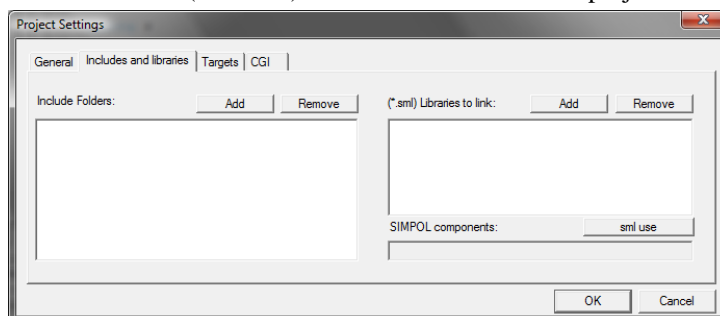 Project Settings
General Includes and libraries Targets CGI
Include Folders: Add Remove (*.sml) Libraries to link: Add Remove
SIMPOL components: sml use
OK Cancel